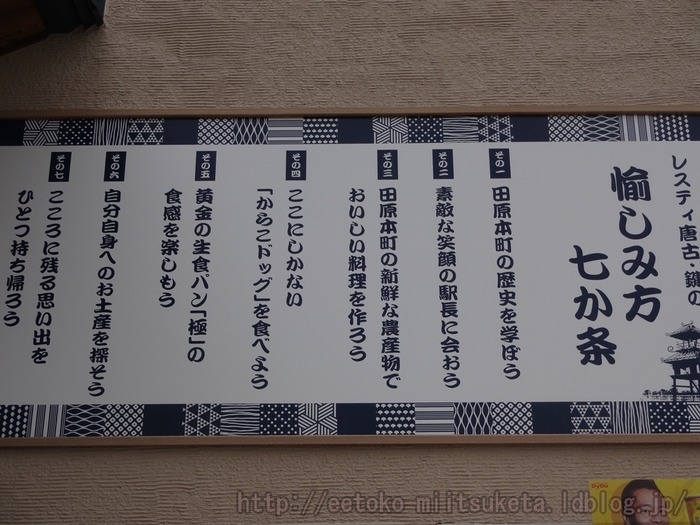 レスティ唐古・鍵の
愉しみ方
七か条
その一
田原本町の歴史を学ぼう
その二
素敵な笑顔の駅長に会おう
その三
田原本町の新鮮な農産物で
おいしい料理を作ろう
その四
ここにしかない
「からこドッグ」を食べよう
その五
黄金の生食パン「極」の
食感を楽しもう
その六
自分自身へのお土産を探そう
その七
こころに残る思い出を
ひとつ持ち帰ろう
DyDo
http://eetoko-miitsuketa.ldblog.jp/